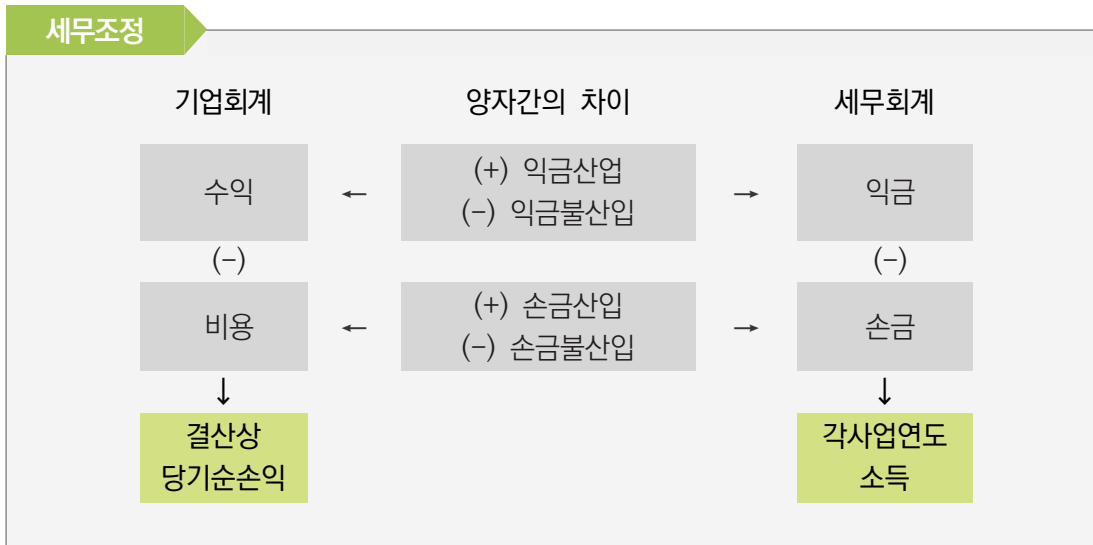 세무조정
기업회계 양자간의 차이 세무회계
수익 ← (+) 익금산업 → 익금
(-) 익금불산입
(-) (-)
비용 ← (+) 손금산입 → 손금
(-) 손금불산입
↓ ↓
결산상 각사업연도
당기순손익 소득